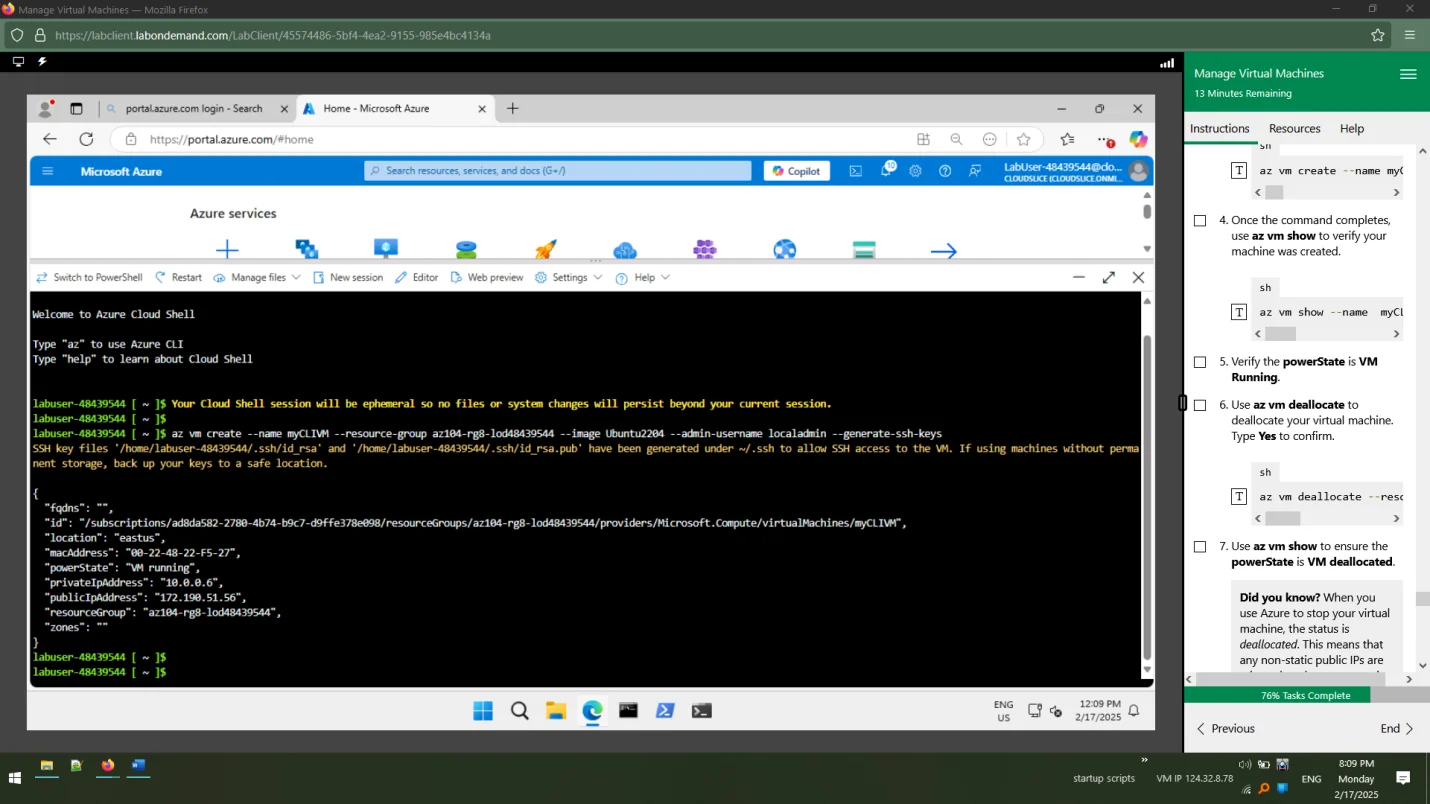 Manage Virtual Machines — Mozilla Firefox
https://labclient.labondemand.com/LabClient/45574486-5bf4-4ea2-9155-985e4bc4134a
portal.azure.com login - Search
Home - Microsoft Azure
https://portal.azure.com/#home
Microsoft Azure
Search resources, services, and docs (G+/)
Copilot
10
LabUser-48439544@clo...
CLOUDSLICE (CLOUDSLICE.ONMI...
Azure services
Switch to PowerShell
Restart
Manage files
New session
Editor
Web preview
Settings
Help
Welcome to Azure Cloud Shell
Type "az" to use Azure CLI
Type "help" to learn about Cloud Shell
labuser-48439544 [ ~ ]$ Your Cloud Shell session will be ephemeral so no files or system changes will persist beyond your current session.
labuser-48439544 [ ~ ]$
labuser-48439544 [ ~ ]$ az vm create --name myCLIVM --resource-group az104-rg8-lod48439544 --image Ubuntu2204 --admin-username localadmin --generate-ssh-keys
SSH key files '/home/labuser-48439544/.ssh/id_rsa' and '/home/labuser-48439544/.ssh/id_rsa.pub' have been generated under ~/.ssh to allow SSH access to the VM. If using machines without perma
nent storage, back up your keys to a safe location.
{
"fqdns": "",
"id": "/subscriptions/ad8da582-2780-4b74-b9c7-d9ffe378e098/resourceGroups/az104-rg8-lod48439544/providers/Microsoft.Compute/virtualMachines/myCLIVM",
"location": "eastus",
"macAddress": "00-22-48-22-F5-27",
"powerState": "VM running",
"privateIpAddress": "10.0.0.6",
"publicIpAddress": "172.190.51.56",
"resourceGroup": "az104-rg8-lod48439544",
"zones": ""
}
labuser-48439544 [ ~ ]$
labuser-48439544 [ ~ ]$
ENG
US
12:09 PM
2/17/2025
Manage Virtual Machines
13 Minutes Remaining
Instructions
Resources
Help
sh
T
az vm create --name myC
4. Once the command completes,
use az vm show to verify your
machine was created.
sh
T
az vm show --name myCL
5. Verify the powerState is VM
Running.
6. Use az vm deallocate to
deallocate your virtual machine.
Type Yes to confirm.
sh
T
az vm deallocate --reso
7. Use az vm show to ensure the
powerState is VM deallocated.
Did you know? When you
use Azure to stop your virtual
machine, the status is
deallocated. This means that
any non-static public IPs are
76% Tasks Complete
Previous
End
startup scripts
VM IP 124.32.8.78
ENG
8:09 PM
Monday
2/17/2025